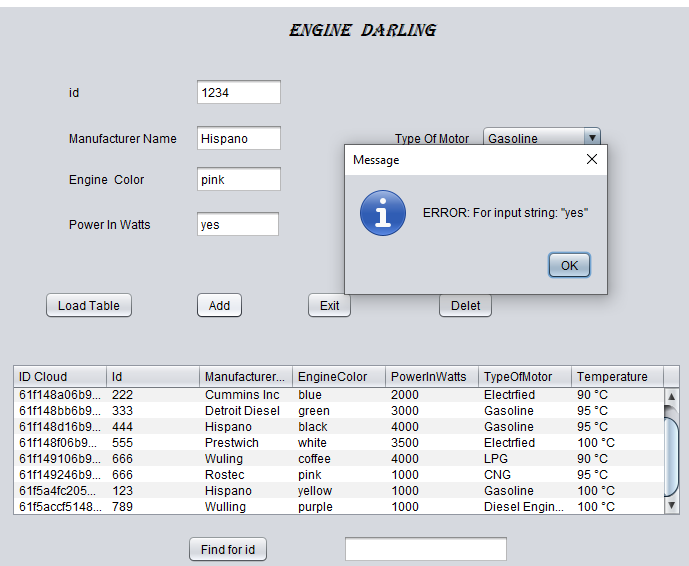 ENGINE DARLING
id 1234
Manufacturer Name Hispano Type Of Motor Gasoline
Message
Engine Color pink
ERROR: For input string: "yes"
Power In Watts yes
OK
Load Table Add Exit Delet
ID Cloud Id Manufacturer... EngineColor PowerInWatts TypeOfMotor Temperature
61f148a06b9... 222 Cummins Inc blue 2000 Electrfied 90 °C
61f148bb6b9... 333 Detroit Diesel green 3000 Gasoline 95 °C
61f148d16b9... 444 Hispano black 4000 Gasoline 95 °C
61f148f06b9... 555 Prestwich white 3500 Electrfied 100 °C
61f149106b9... 666 Wuling coffee 4000 LPG 90 °C
61f149246b9... 666 Rostec pink 1000 CNG 95 °C
61f5a4fc205... 123 Hispano yellow 1000 Gasoline 100 °C
61f5accf5148... 789 Wulling purple 1000 Diesel Engin... 100 °C
Find for id